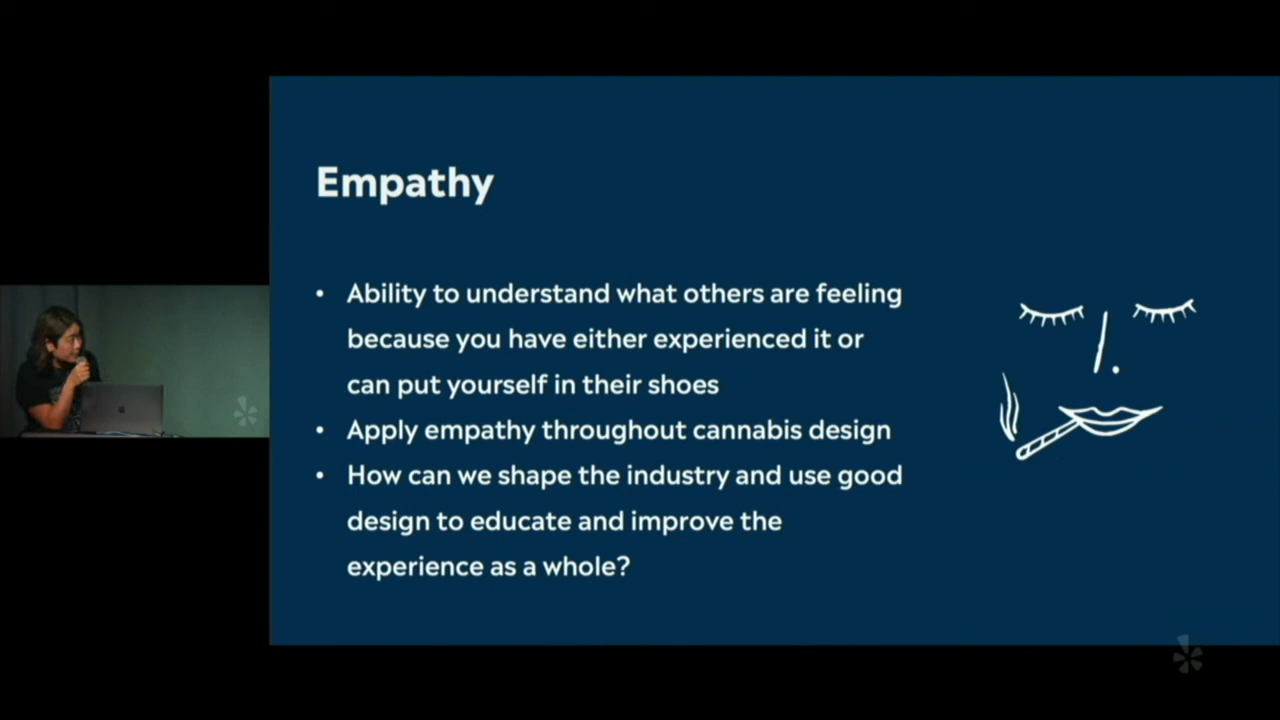 Empathy
• Ability to understand what others are feeling
because you have either experienced it or
can put yourself in their shoes
• Apply empathy throughout cannabis design
• How can we shape the industry and use good
design to educate and improve the
experience as a whole?